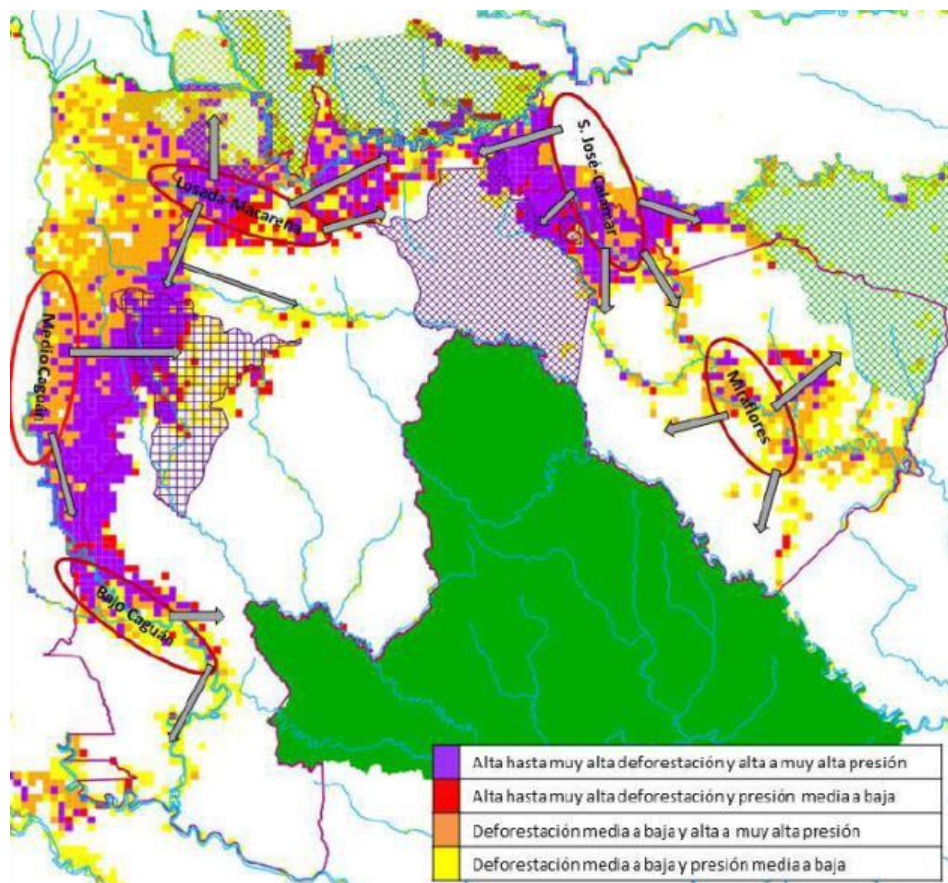 S. José-Calamar
Loseda-Macarena
Medio Caguán
Miraflores
Bajo Caguán
Alta hasta muy alta deforestación y alta a muy alta presión
Alta hasta muy alta deforestación y presión media a baja
Deforestación media a baja y alta a muy alta presión
Deforestación media a baja y presión media a baja